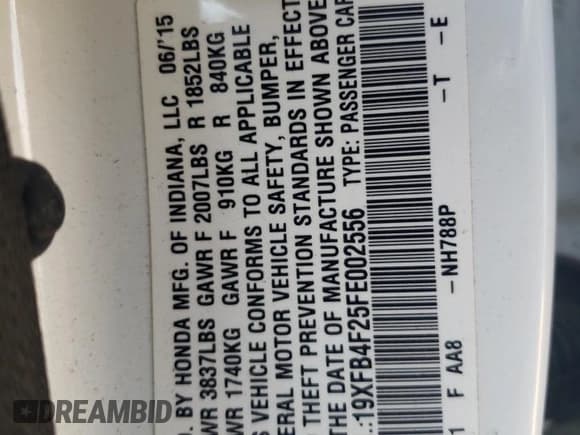 . BY HONDA MFG. OF INDIANA, LLC 06/'15
WR 3837LBS GAWR F 2007LBS R 1852LBS
WR 1740KG GAWR F 910KG R 840KG
S VEHICLE CONFORMS TO ALL APPLICABLE
ERAL MOTOR VEHICLE SAFETY, BUMPER,
THEFT PREVENTION STANDARDS IN EFFECT
THE DATE OF MANUFACTURE SHOWN ABOVE
.:19XFB4F25FE002556 TYPE: PASSENGER CAR
1 F AA8 -NH788P -T -E
DREAMBID